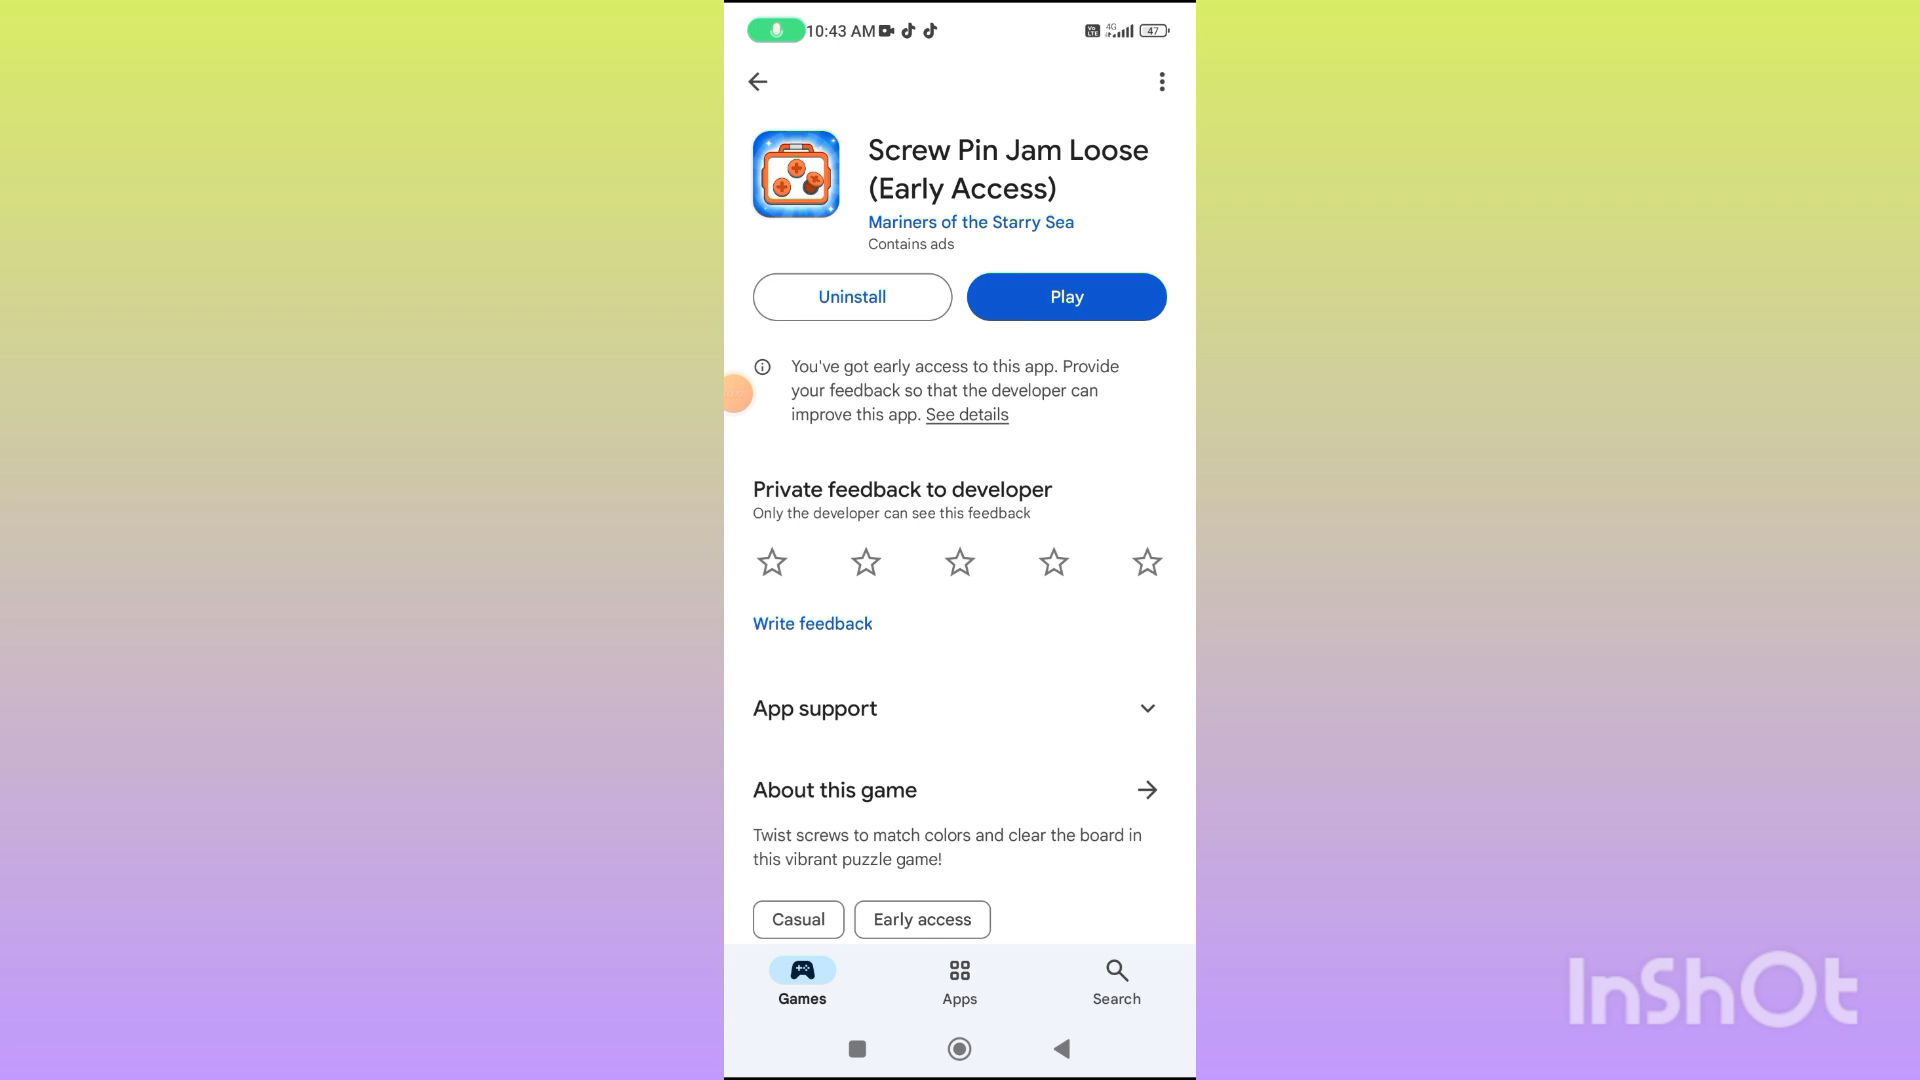 10:43 AM
4G
47
Screw Pin Jam Loose
(Early Access)
Mariners of the Starry Sea
Contains ads
Uninstall
Play
You've got early access to this app. Provide
your feedback so that the developer can
improve this app. See details
Private feedback to developer
Only the developer can see this feedback
Write feedback
App support
About this game
Twist screws to match colors and clear the board in
this vibrant puzzle game!
Casual
Early access
Games
Apps
Search
InShOt